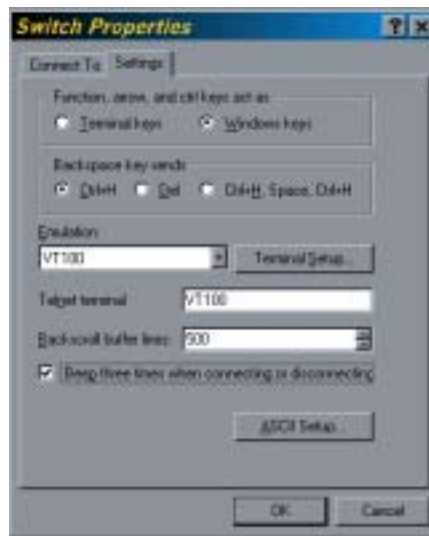 Switch Properties
Connect To Settings
Function, arrow, and ctrl keys act as
Terminal keys Windows keys
Backspace key sends
Ctrl+H Del Ctrl+H, Space, Ctrl+H
Emulation
VT100 Terminal Setup...
Telnet terminal VT100
Backscroll buffer lines: 500
Beep three times when connecting or disconnecting
ASCII Setup...
OK Cancel